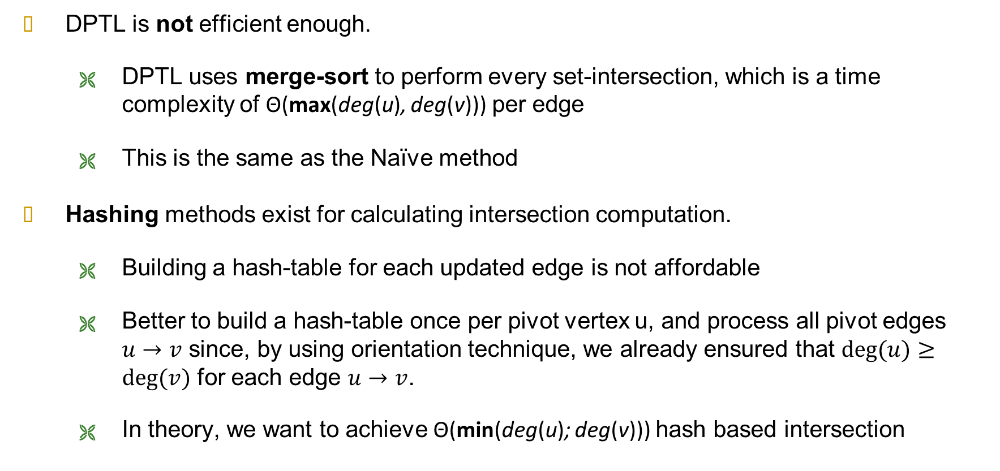 DPTL is not efficient enough.
DPTL uses merge-sort to perform every set-intersection, which is a time
complexity of Θ(max(deg(u), deg(v))) per edge
This is the same as the Naïve method
Hashing methods exist for calculating intersection computation.
Building a hash-table for each updated edge is not affordable
Better to build a hash-table once per pivot vertex u, and process all pivot edges
𝑢 → 𝑣 since, by using orientation technique, we already ensured that deg(𝑢) ≥
deg(𝑣) for each edge 𝑢 → 𝑣.
In theory, we want to achieve Θ(min(deg(u); deg(v))) hash based intersection